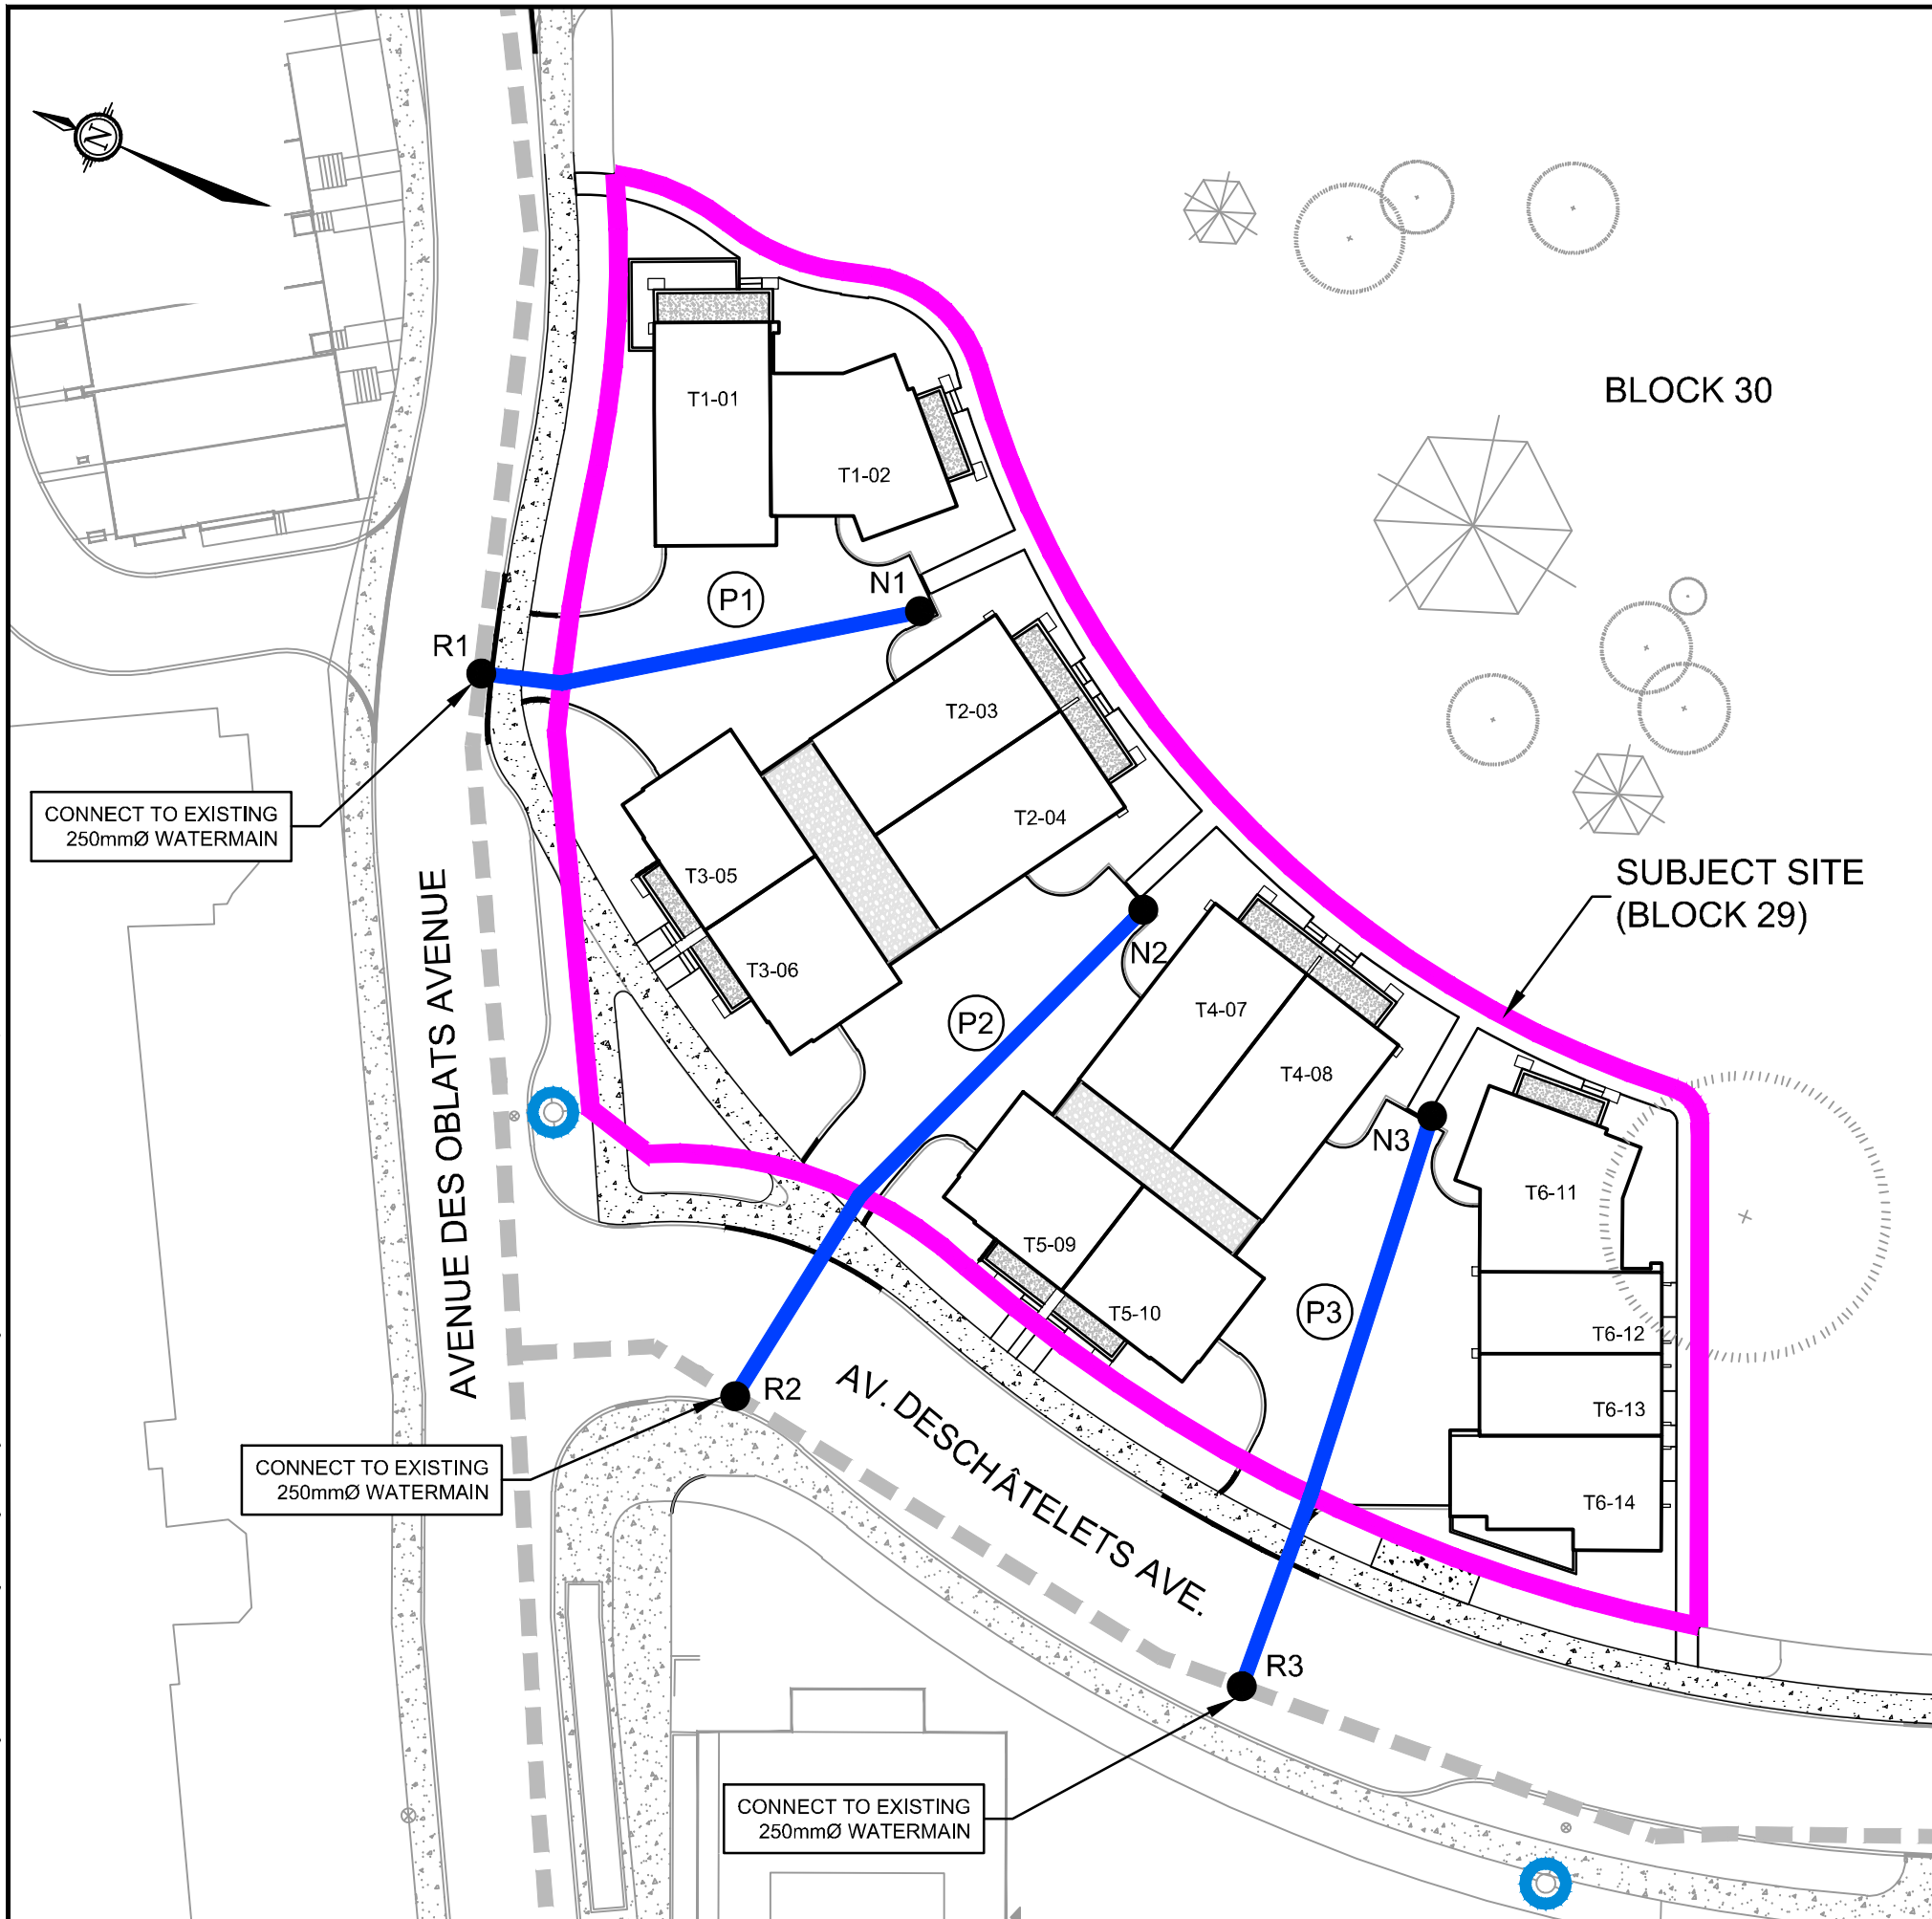 N
BLOCK 30
T1-01
T1-02
P1
N1
R1
T2-03
T2-04
CONNECT TO EXISTING
250mmØ WATERMAIN
T3-05
T3-06
SUBJECT SITE
(BLOCK 29)
AVENUE DES OBLATS AVENUE
N2
P2
T4-07
T4-08
N3
T6-11
T5-09
T5-10
P3
T6-12
T6-13
T6-14
R2
AV. DESCHÂTELETS AVE.
CONNECT TO EXISTING
250mmØ WATERMAIN
R3
CONNECT TO EXISTING
250mmØ WATERMAIN